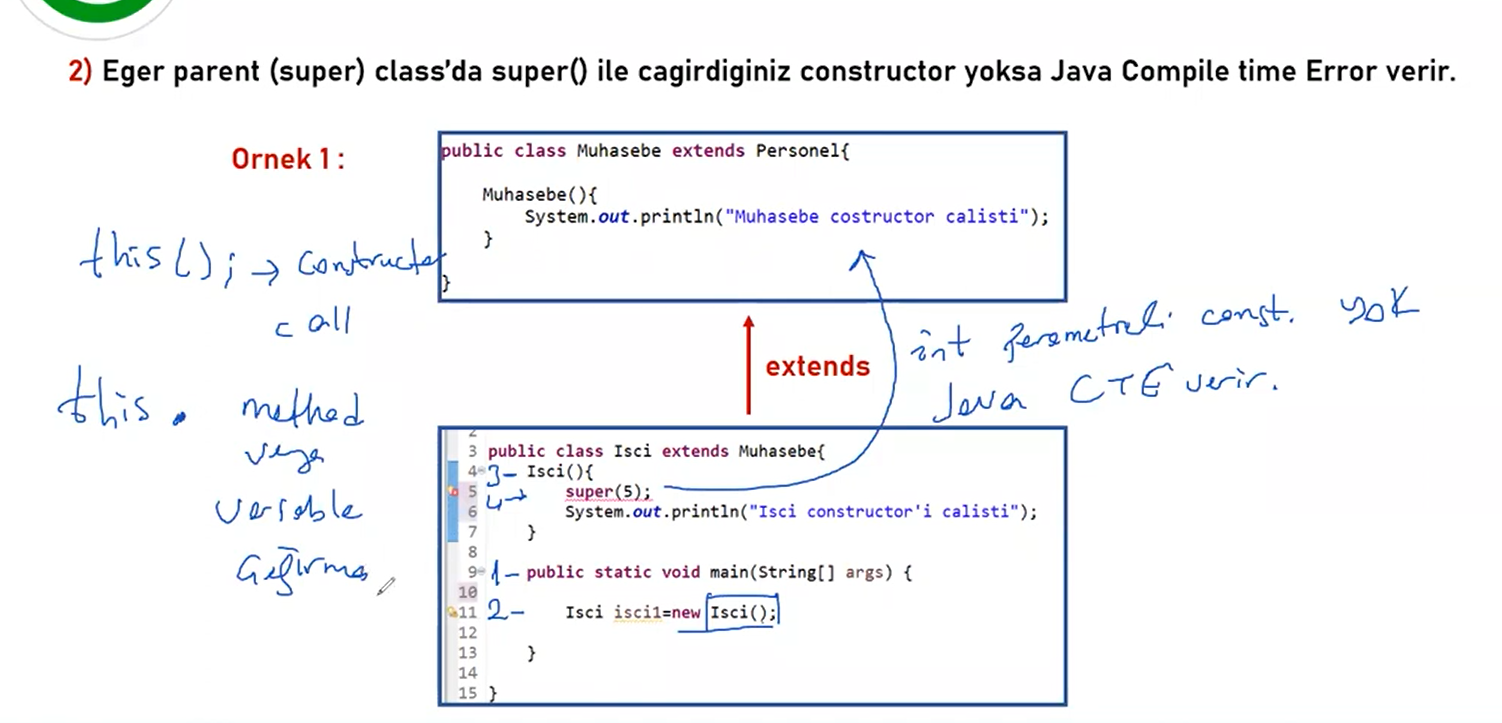 2) Eger parent (super) class’da super() ile cagirdiginiz constructor yoksa Java Compile time Error verir.
Ornek 1 :
public class Muhasebe extends Personel{
Muhasebe(){
System.out.println("Muhasebe costructor calisti");
}
}
this(); → constructor
call
this. method
veya
variable
extends
int parametreli const. yok
Java CTE verir.
2
3 public class Isci extends Muhasebe{
4 3- Isci(){
5 4→ super(5);
6 System.out.println("Isci constructor'i calisti");
7 }
8
9 1- public static void main(String[] args) {
10
11 2- Isci isci1=new Isci();
12
13 }
14
15 }